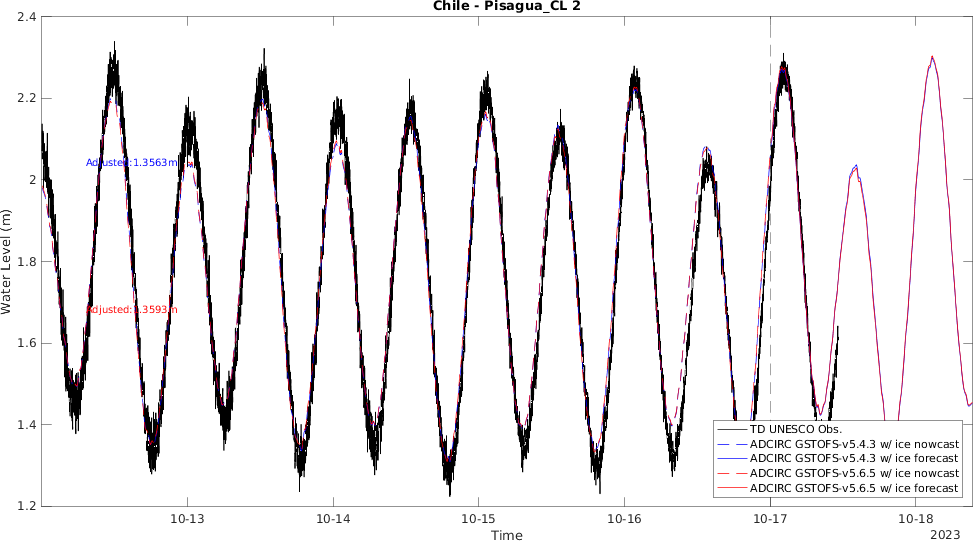 Chile - Pisagua_CL 2
2.4
2.2
2
1.8
1.6
1.4
1.2
Water Level (m)
Adjusted:1.3563m
Adjusted:1.3593m
TD UNESCO Obs.
ADCIRC GSTOFS-v5.4.3 w/ ice nowcast
ADCIRC GSTOFS-v5.4.3 w/ ice forecast
ADCIRC GSTOFS-v5.6.5 w/ ice nowcast
ADCIRC GSTOFS-v5.6.5 w/ ice forecast
10-13
10-14
10-15
10-16
10-17
10-18
Time
2023